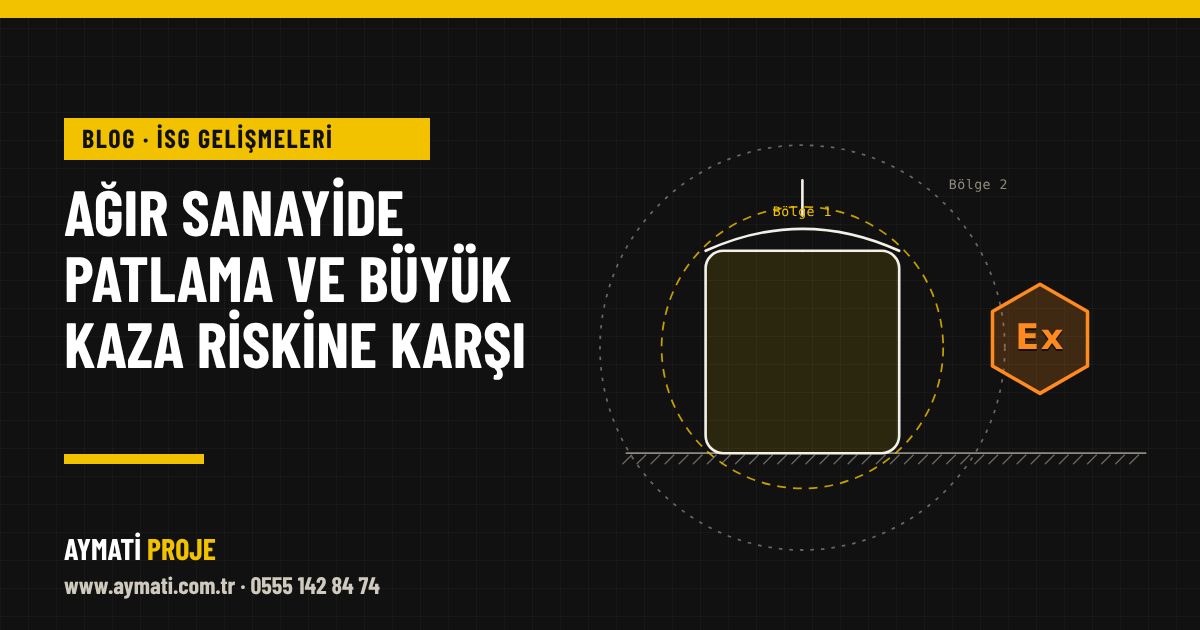 BLOG · İSG GELİŞMELERİ
AĞIR SANAYİDE
PATLAMA VE BÜYÜK
KAZA RİSKİNE KARŞI
Bölge 2
Bölge 1
Ex
AYMATİ PROJE
www.aymati.com.tr · 0555 142 84 74